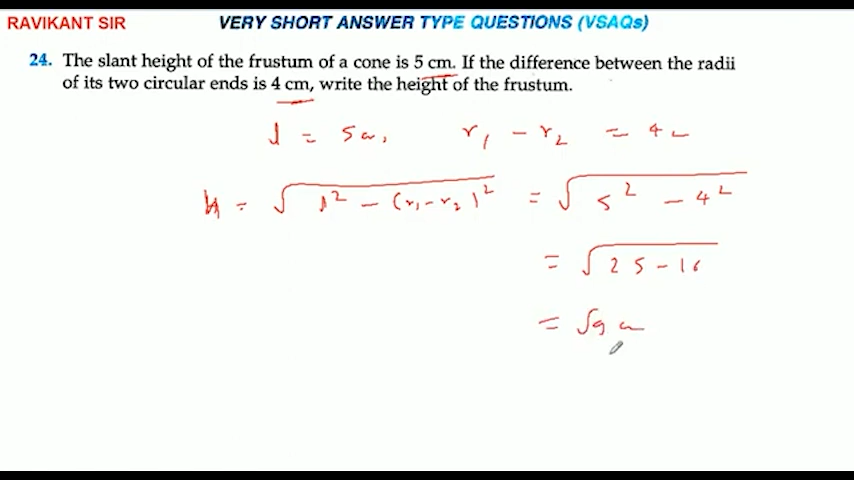 RAVIKANT SIR VERY SHORT ANSWER TYPE QUESTIONS (VSAQs)
24. The slant height of the frustum of a cone is 5 cm. If the difference between the radii
of its two circular ends is 4 cm, write the height of the frustum.
l = 5 cm, r₁ - r₂ = 4 c
h = √(l² - (r₁-r₂)²) = √(5² - 4²)
= √(25-16)
= √9 cm